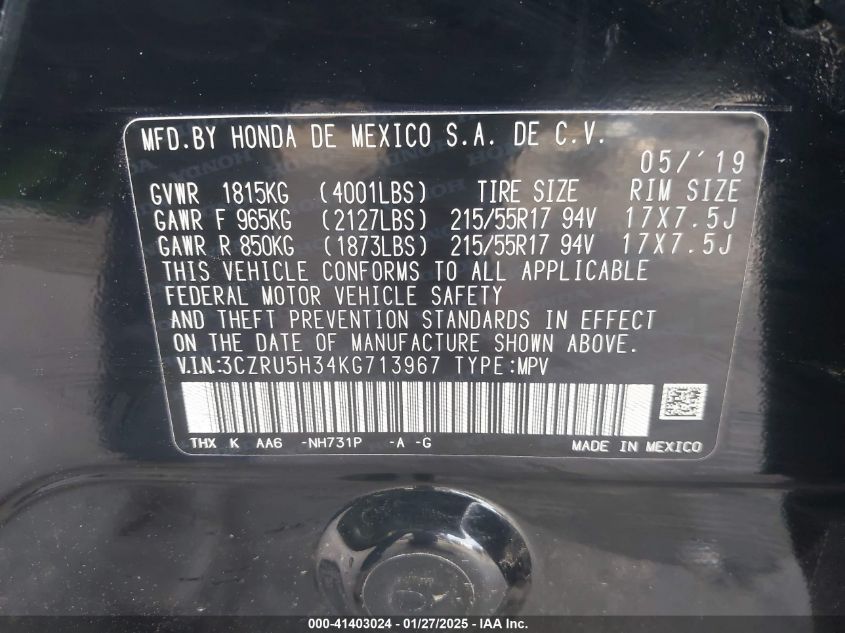 MFD.BY HONDA DE MEXICO S.A. DE C.V.
05/'19
GVWR 1815KG (4001LBS) TIRE SIZE RIM SIZE
GAWR F 965KG (2127LBS) 215/55R17 94V 17X7.5J
GAWR R 850KG (1873LBS) 215/55R17 94V 17X7.5J
THIS VEHICLE CONFORMS TO ALL APPLICABLE
FEDERAL MOTOR VEHICLE SAFETY
AND THEFT PREVENTION STANDARDS IN EFFECT
ON THE DATE OF MANUFACTURE SHOWN ABOVE.
V.I.N.:3CZRU5H34KG713967 TYPE:MPV
THX K AA6 -NH731P -A -G
MADE IN MEXICO
000-41403024 - 01/27/2025 - IAA Inc.